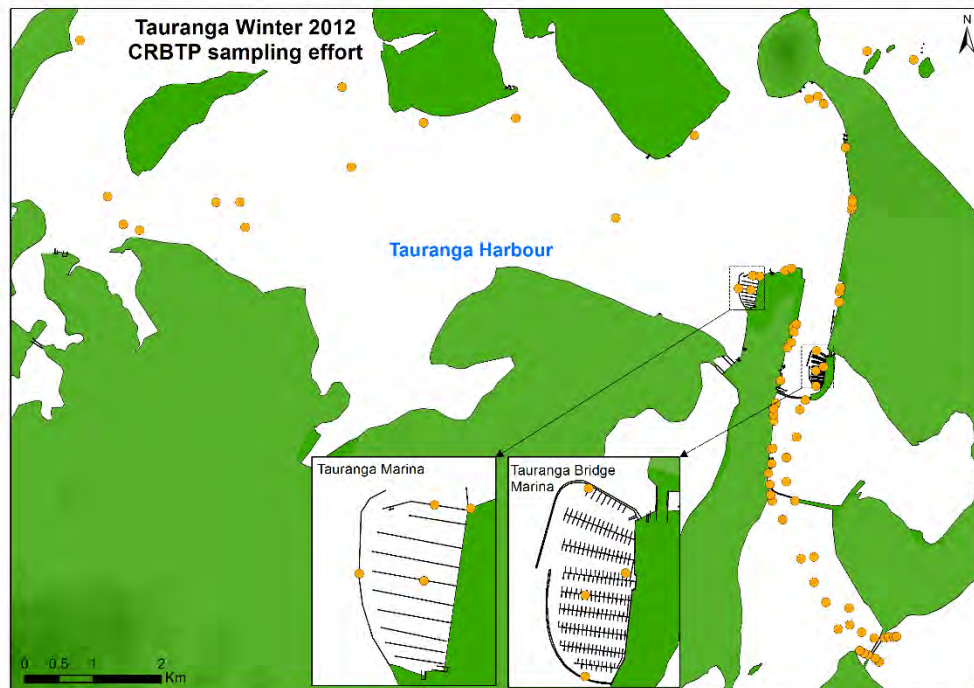 Tauranga Winter 2012
CRBTP sampling effort
N
Tauranga Harbour
Tauranga Marina
Tauranga Bridge
Marina
0 0.5 1 2
Km